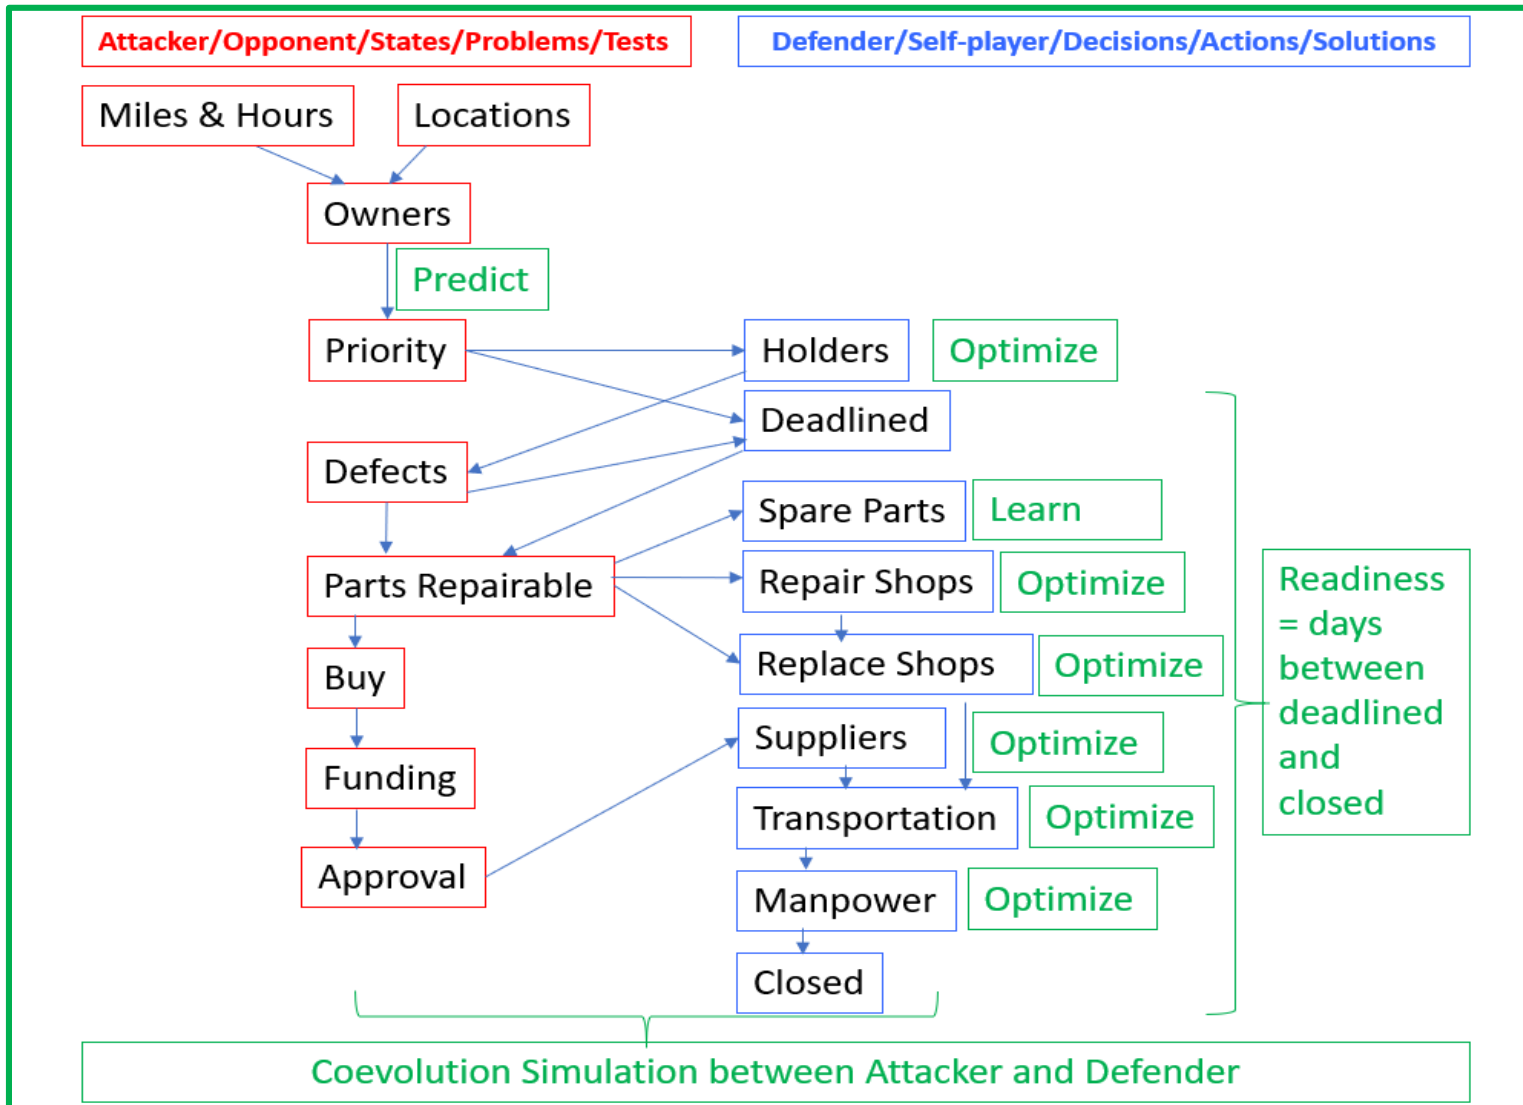 Attacker/Opponent/States/Problems/Tests
Defender/Self-player/Decisions/Actions/Solutions
Miles & Hours
Locations
Owners
Predict
Priority
Holders
Optimize
Deadlined
Defects
Spare Parts
Learn
Parts Repairable
Repair Shops
Optimize
Readiness
= days
between
deadlined
and
closed
Replace Shops
Optimize
Buy
Suppliers
Optimize
Funding
Transportation
Optimize
Approval
Manpower
Optimize
Closed
Coevolution Simulation between Attacker and Defender